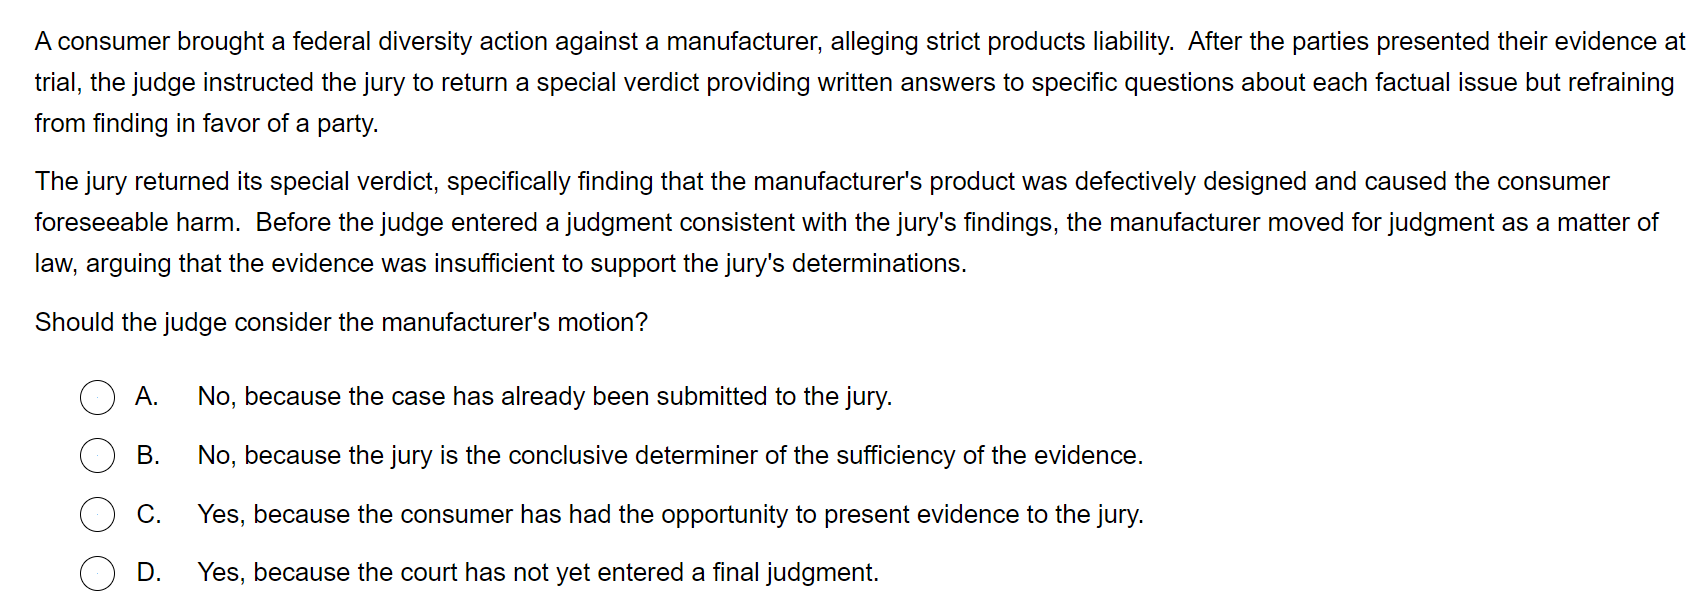 A consumer brought a federal diversity action against a manufacturer, alleging strict products liability.  After the parties presented their evidence at
trial, the judge instructed the jury to return a special verdict providing written answers to specific questions about each factual issue but refraining
from finding in favor of a party.
The jury returned its special verdict, specifically finding that the manufacturer's product was defectively designed and caused the consumer
foreseeable harm.  Before the judge entered a judgment consistent with the jury's findings, the manufacturer moved for judgment as a matter of
law, arguing that the evidence was insufficient to support the jury's determinations.
Should the judge consider the manufacturer's motion?
A. No, because the case has already been submitted to the jury.
B. No, because the jury is the conclusive determiner of the sufficiency of the evidence.
C. Yes, because the consumer has had the opportunity to present evidence to the jury.
D. Yes, because the court has not yet entered a final judgment.